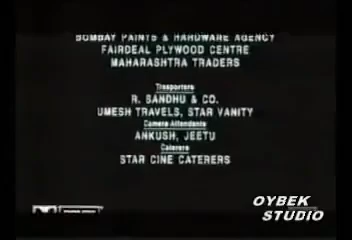 BOMBAY PAINTS & HARDWARE AGENCY
FAIRDEAL PLYWOOD CENTRE
MAHARASHTRA TRADERS
Trasporters
R. SANDHU & CO.
UMESH TRAVELS, STAR VANITY
Camera Attendants
ANKUSH, JEETU
Caterers
STAR CINE CATERERS
OYBEK
STUDIO